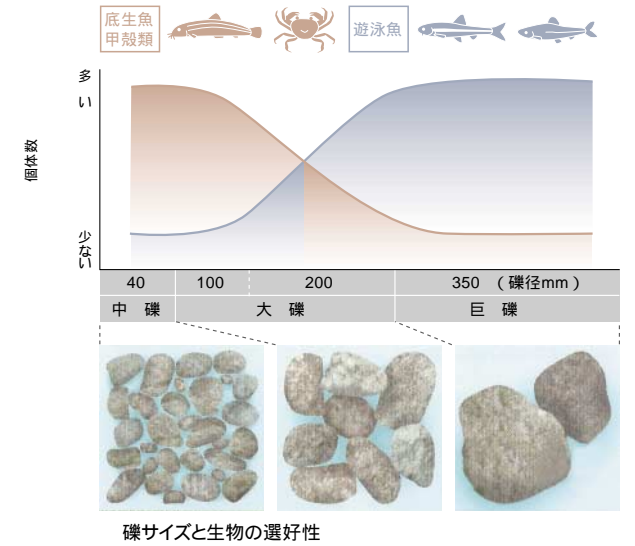 底生魚
甲殻類
遊泳魚
多い
個体数
少ない
40 100 200 350 （礫径mm）
中 礫 大 礫 巨 礫
礫サイズと生物の選好性